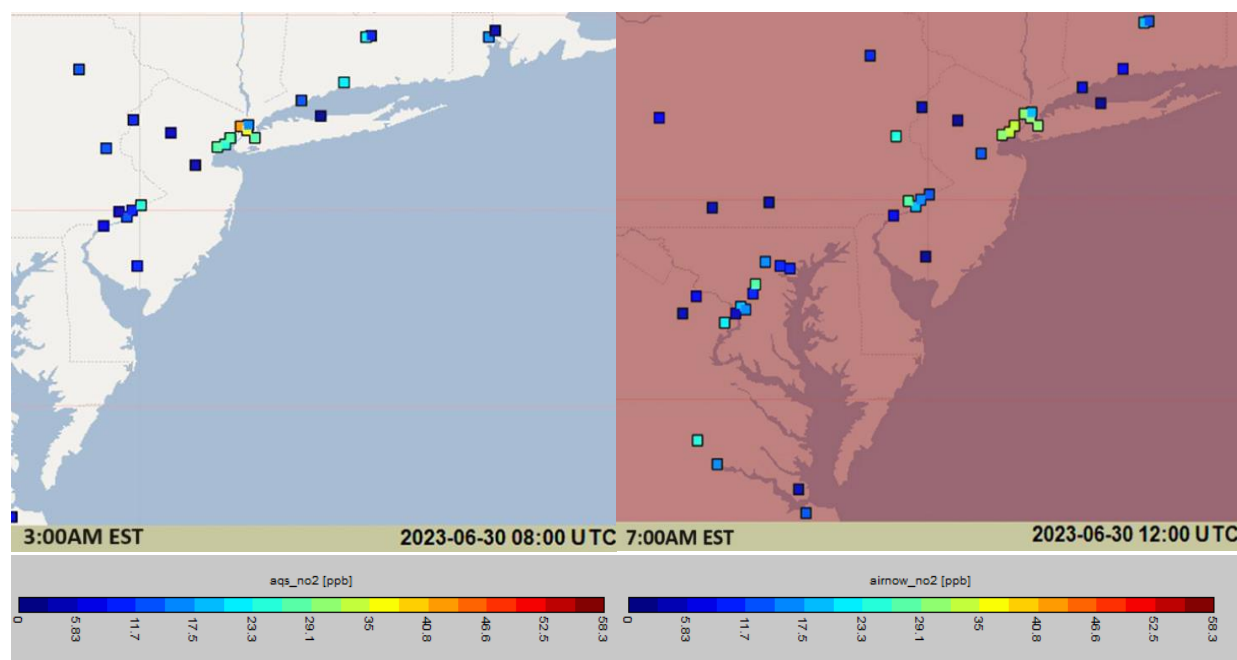 3:00AM EST 2023-06-30 08:00 UTC
7:00AM EST 2023-06-30 12:00 UTC
aqs_no2 [ppb]
0 5.83 11.7 17.5 23.3 29.1 35 40.8 46.6 52.5 58.3
airnow_no2 [ppb]
0 5.83 11.7 17.5 23.3 29.1 35 40.8 46.6 52.5 58.3